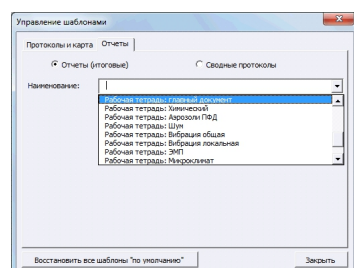 Управление шаблонами
Протоколы и карта Отчеты
Отчеты (итоговые) Сводные протоколы
Наименование:
Рабочая тетрадь: главный документ
Рабочая тетрадь: Химический
Рабочая тетрадь: Аэрозоли ПФД
Рабочая тетрадь: Шум
Рабочая тетрадь: Вибрация общая
Рабочая тетрадь: Вибрация локальная
Рабочая тетрадь: ЭМП
Рабочая тетрадь: Микроклимат
Восстановить все шаблоны "по умолчанию" Закрыть